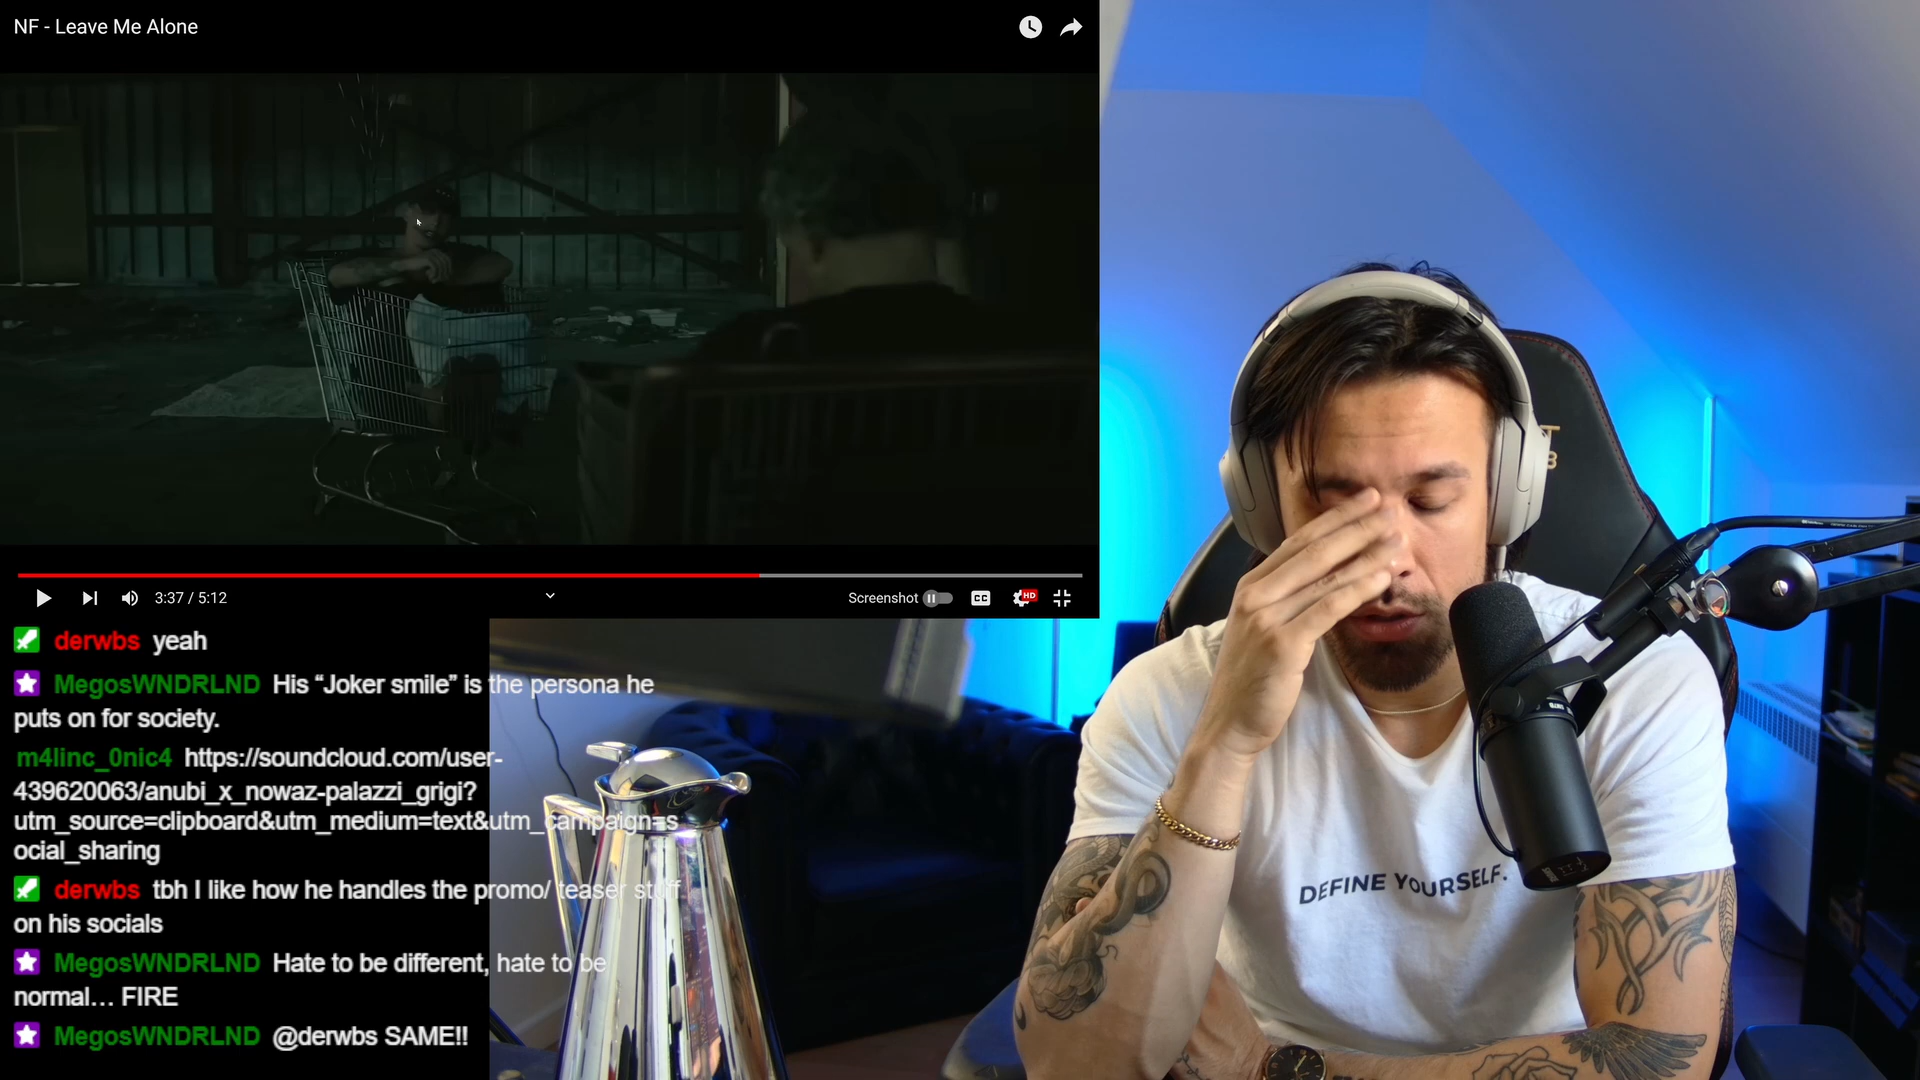 NF - Leave Me Alone
3:37 / 5:12
Screenshot
CC
HD
derwbs yeah
MegosWNDRLND His “Joker smile” is the persona he
puts on for society.
m4linc_0nic4 https://soundcloud.com/user-
439620063/anubi_x_nowaz-palazzi_grigi?
utm_source=clipboard&utm_medium=text&utm_campaign=s
ocial_sharing
derwbs tbh I like how he handles the promo/ teaser stuff
on his socials
MegosWNDRLND Hate to be different, hate to be
normal… FIRE
MegosWNDRLND @derwbs SAME!!
DEFINE YOURSELF.